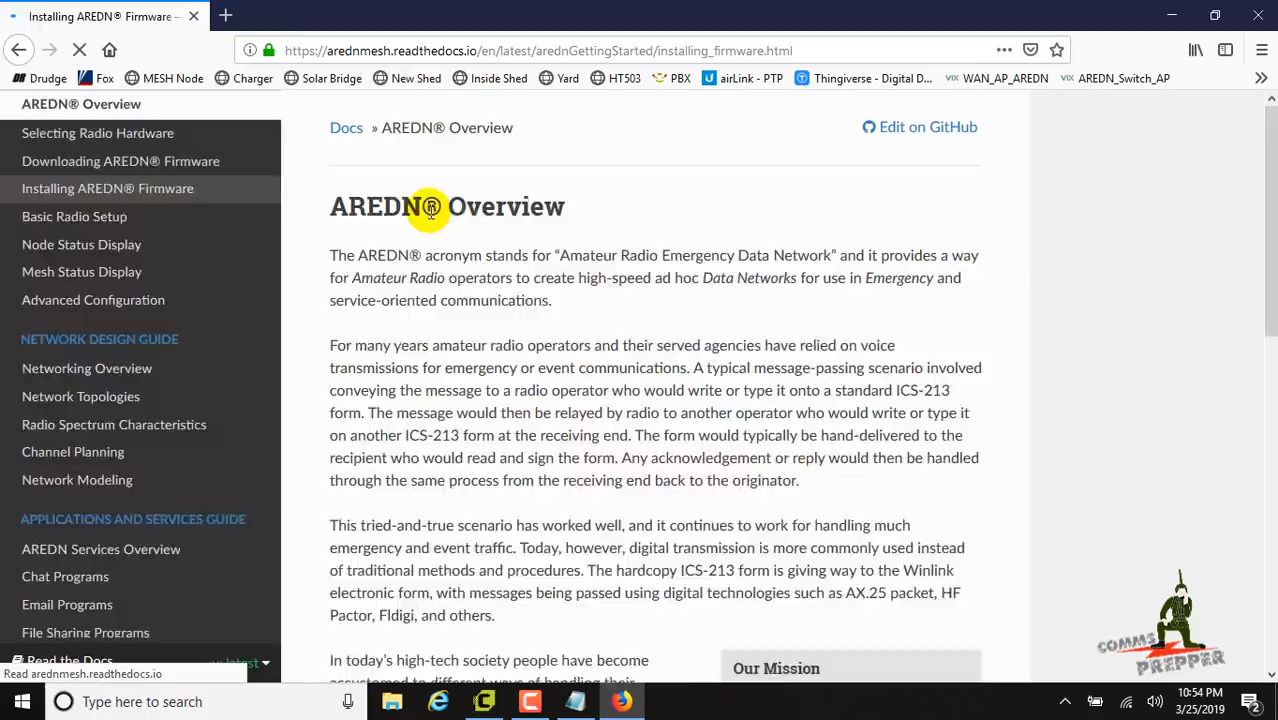 Installing AREDN® Firmware —
https://arednmesh.readthedocs.io/en/latest/arednGettingStarted/installing_firmware.html
Drudge Fox MESH Node Charger Solar Bridge New Shed Inside Shed Yard HT503 PBX airLink - PTP Thingiverse - Digital D... WAN_AP_AREDN AREDN_Switch_AP
AREDN® Overview
Selecting Radio Hardware
Downloading AREDN® Firmware
Installing AREDN® Firmware
Basic Radio Setup
Node Status Display
Mesh Status Display
Advanced Configuration
NETWORK DESIGN GUIDE
Networking Overview
Network Topologies
Radio Spectrum Characteristics
Channel Planning
Network Modeling
APPLICATIONS AND SERVICES GUIDE
AREDN Services Overview
Chat Programs
Email Programs
File Sharing Programs
Read the Docs v: latest
Read arednmesh.readthedocs.io
Docs » AREDN® Overview
Edit on GitHub
AREDN® Overview
The AREDN® acronym stands for “Amateur Radio Emergency Data Network” and it provides a way
for Amateur Radio operators to create high-speed ad hoc Data Networks for use in Emergency and
service-oriented communications.
For many years amateur radio operators and their served agencies have relied on voice
transmissions for emergency or event communications. A typical message-passing scenario involved
conveying the message to a radio operator who would write or type it onto a standard ICS-213
form. The message would then be relayed by radio to another operator who would write or type it
on another ICS-213 form at the receiving end. The form would typically be hand-delivered to the
recipient who would read and sign the form. Any acknowledgement or reply would then be handled
through the same process from the receiving end back to the originator.
This tried-and-true scenario has worked well, and it continues to work for handling much
emergency and event traffic. Today, however, digital transmission is more commonly used instead
of traditional methods and procedures. The hardcopy ICS-213 form is giving way to the Winlink
electronic form, with messages being passed using digital technologies such as AX.25 packet, HF
Pactor, Fldigi, and others.
In today’s high-tech society people have become
accustomed to different ways of handling their
Our Mission
COMMS
PREPPER
Type here to search
10:54 PM
3/25/2019
2